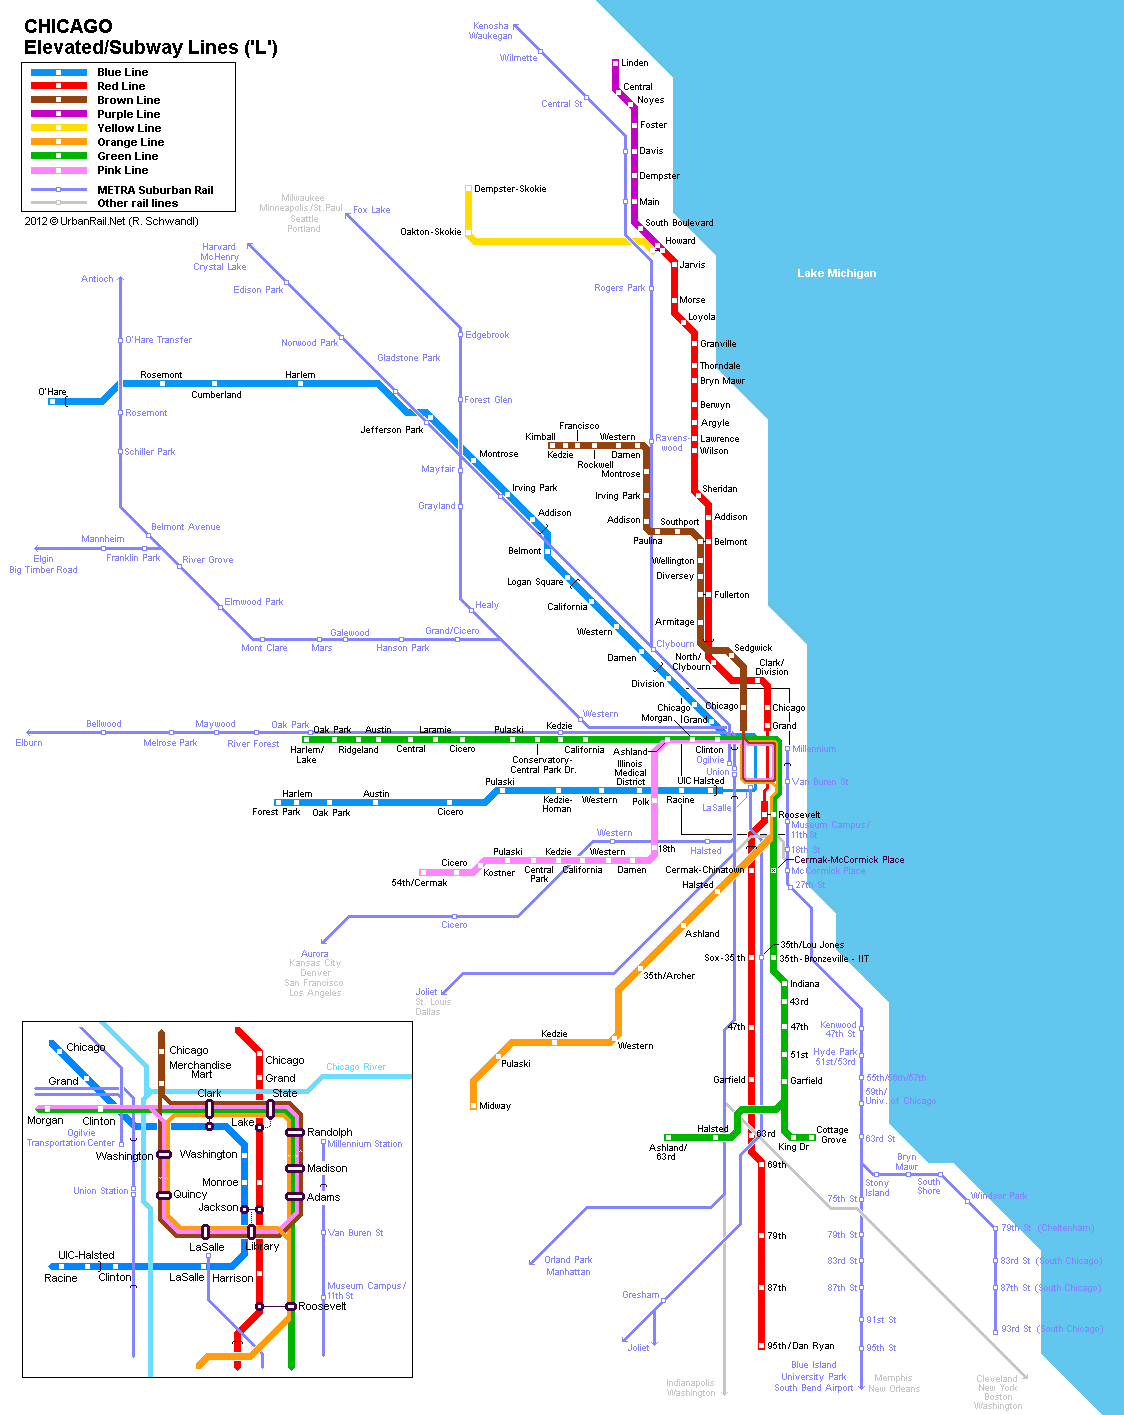 CHICAGO
Elevated/Subway Lines ('L')
Blue Line
Red Line
Brown Line
Purple Line
Yellow Line
Orange Line
Green Line
Pink Line
METRA Suburban Rail
Other rail lines
2012 © UrbanRail.Net (R. Schwandl)
Kenosha
Waukegan
Wilmette
Central St
Linden
Central
Noyes
Foster
Davis
Dempster
Main
South Boulevard
Howard
Dempster-Skokie
Oakton-Skokie
Milwaukee
Minneapolis/St.Paul
Seattle
Portland
Fox Lake
Harvard
McHenry
Crystal Lake
Edison Park
Norwood Park
Gladstone Park
Antioch
O'Hare Transfer
Rosemont
Schiller Park
Lake Michigan
Rogers Park
Jarvis
Morse
Loyola
Granville
Thorndale
Bryn Mawr
Berwyn
Argyle
Lawrence
Wilson
Sheridan
Addison
Belmont
Fullerton
Edgebrook
Forest Glen
Mayfair
Grayland
Healy
O'Hare
Rosemont
Cumberland
Harlem
Jefferson Park
Montrose
Irving Park
Addison
Belmont
Logan Square
California
Western
Damen
Division
Chicago
Grand
Francisco
Kimball
Western
Kedzie
Rockwell
Damen
Montrose
Irving Park
Addison
Paulina
Southport
Wellington
Diversey
Armitage
Sedgwick
Chicago
Ravens-
wood
Clybourn
North/
Clybourn
Clark/
Division
Chicago
Grand
Belmont Avenue
Mannheim
Franklin Park
Elgin
Big Timber Road
River Grove
Elmwood Park
Mont Clare
Galewood
Mars
Hanson Park
Grand/Cicero
Western
Elburn
Bellwood
Melrose Park
Maywood
River Forest
Oak Park
Kedzie
Harlem/
Lake
Oak Park
Ridgeland
Austin
Central
Laramie
Cicero
Pulaski
Conservatory-
Central Park Dr.
California
Ashland
Morgan
Clinton
Ogilvie
Union
LaSalle
Millennium
Van Buren St
Illinois
Medical
District
UIC Halsted
Racine
Polk
Western
Kedzie-
Homan
Pulaski
Cicero
Austin
Oak Park
Harlem
Forest Park
Roosevelt
Museum Campus/
11th St
18th St
Cermak-McCormick Place
McCormick Place
27th St
Western
Halsted
18th
54th/Cermak
Cicero
Kostner
Pulaski
Central
Park
Kedzie
California
Western
Damen
Cermak-Chinatown
Halsted
Ashland
35th/Archer
Western
Kedzie
Pulaski
Midway
Cicero
Aurora
Kansas City
Denver
San Francisco
Los Angeles
Joliet
St. Louis
Dallas
35th/Lou Jones
Sox-35th
35th-Bronzeville - IIT
Indiana
43rd
47th
47th
51st
Garfield
Garfield
Kenwood
47th St
Hyde Park
51st/53rd
55th/56th/57th
59th/
Univ. of Chicago
63rd St
Halsted
Ashland/
63rd
63rd
King Dr
Cottage
Grove
69th
79th
87th
95th/Dan Ryan
Bryn
Mawr
Stony
Island
South
Shore
Windsor Park
75th St
79th St
83rd St
87th St
91st St
95th St
79th St (Cheltenham)
83rd St (South Chicago)
87th St (South Chicago)
93rd St (South Chicago)
Orland Park
Manhattan
Gresham
Joliet
Indianapolis
Washington
Blue Island
University Park
South Bend Airport
Memphis
New Orleans
Cleveland
New York
Boston
Washington
Chicago
Grand
Chicago
Merchandise
Mart
Chicago
Grand
Chicago River
Clark
State
Morgan
Clinton
Lake
Ogilvie
Transportation Center
Washington
Washington
Randolph
Millennium Station
Madison
Monroe
Union Station
Quincy
Jackson
Adams
Van Buren St
LaSalle
Library
UIC-Halsted
Racine
Clinton
LaSalle
Harrison
Museum Campus/
11th St
Roosevelt